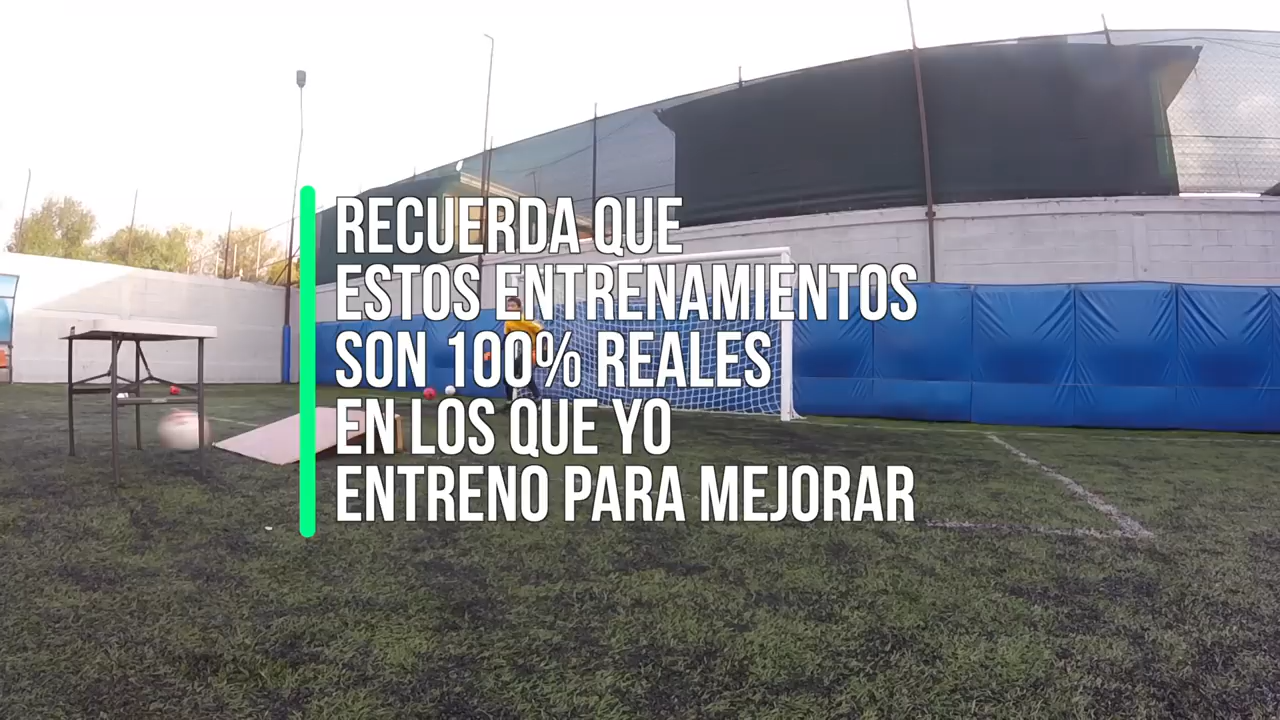 RECUERDA QUE
ESTOS ENTRENAMIENTOS
SON 100% REALES
EN LOS QUE YO
ENTRENO PARA MEJORAR